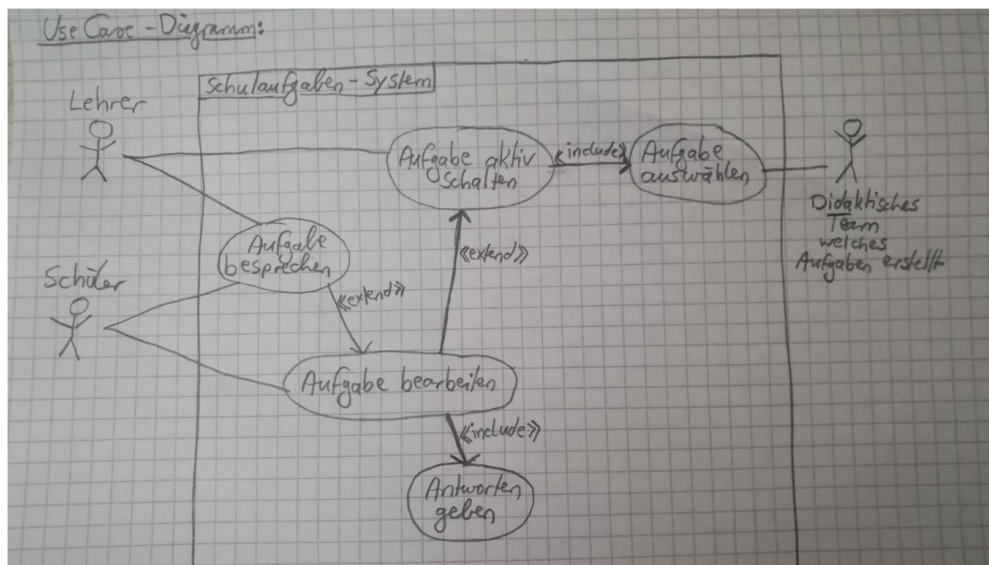 Use Case - Diagramm:
Schulaufgaben-System
Lehrer
Aufgabe aktiv
schalten
«include»
Aufgabe
auswählen
Didaktisches
Team
welches
Aufgaben erstellt
Aufgabe
besprechen
«extend»
Schüler
«extend»
Aufgabe bearbeiten
«include»
Antworten
geben